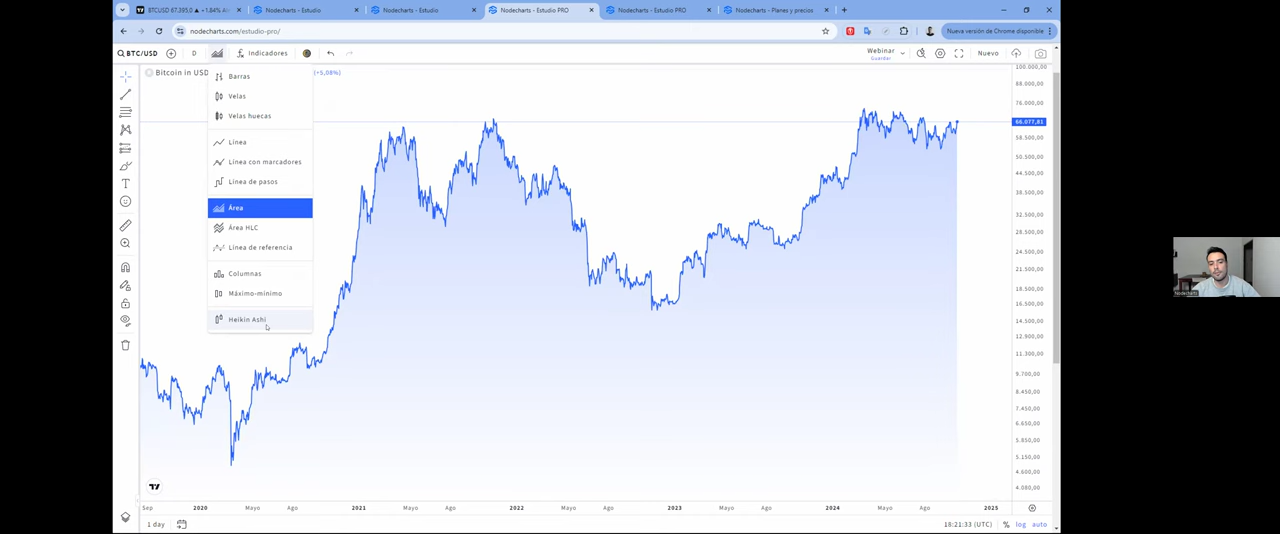 BTCUSD 67.395,0 ▲ +1.84%
Nodecharts - Estudio
Nodecharts - Estudio
Nodecharts - Estudio PRO
Nodecharts - Estudio PRO
Nodecharts - Planes y precios
nodecharts.com/estudio-pro/
Nueva versión de Chrome disponible
BTC/USD
D
Indicadores
Webinar
Guardar
Nuevo
Bitcoin in USD
(+5,08%)
Barras
Velas
Velas huecas
Línea
Línea con marcadores
Línea de pasos
Área
Área HLC
Línea de referencia
Columnas
Máximo-mínimo
Heikin Ashi
100.000,00
88.000,00
76.000,00
66.077,81
58.500,00
50.500,00
44.500,00
38.500,00
32.500,00
28.500,00
24.500,00
21.500,00
18.500,00
16.500,00
14.500,00
12.900,00
11.300,00
9.700,00
8.450,00
7.450,00
6.650,00
5.850,00
5.150,00
4.600,00
4.080,00
Sep
2020
Mayo
Ago
2021
Mayo
Ago
2022
Mayo
Ago
2023
Mayo
Ago
2024
Mayo
Ago
2025
1 day
18:21:33 (UTC)
%
log
auto
Nodecharts